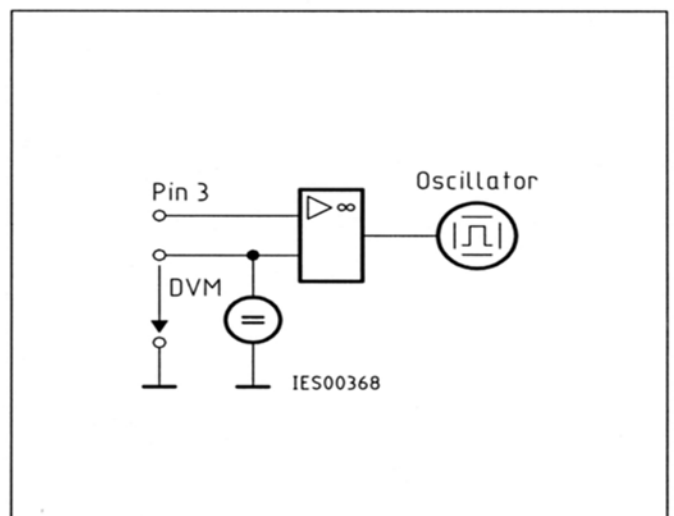 Oscillator
Pin 3
▷ ∞
DVM
=
IES00368